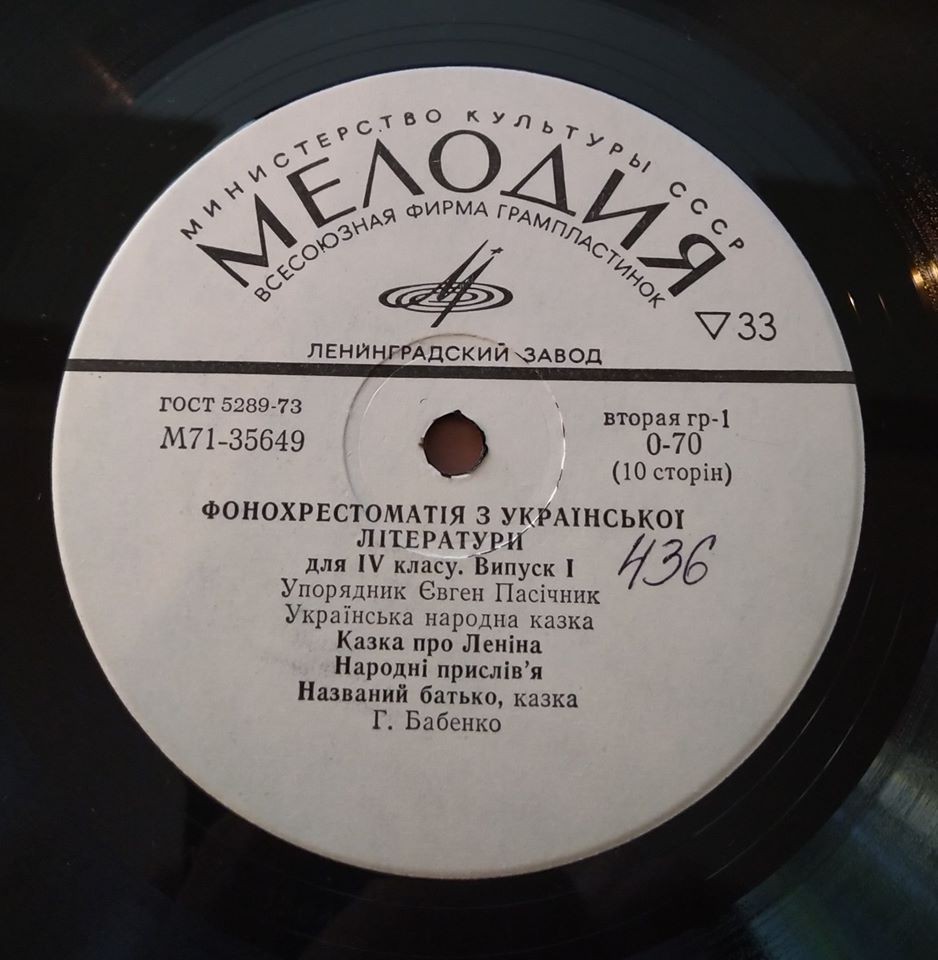 МИНИСТЕРСТВО КУЛЬТУРЫ СССР
МЕЛОДИЯ
ВСЕСОЮЗНАЯ ФИРМА ГРАМПЛАСТИНОК
▽33
ЛЕНИНГРАДСКИЙ ЗАВОД
ГОСТ 5289-73
М71-35649
вторая гр-1
0-70
(10 сторін)
ФОНОХРЕСТОМАТІЯ З УКРАЇНСЬКОЇ
ЛІТЕРАТУРИ
436
для IV класу. Випуск I
Упорядник Євген Пасічник
Українська народна казка
Казка про Леніна
Народні прислів'я
Названий батько, казка
Г. Бабенко